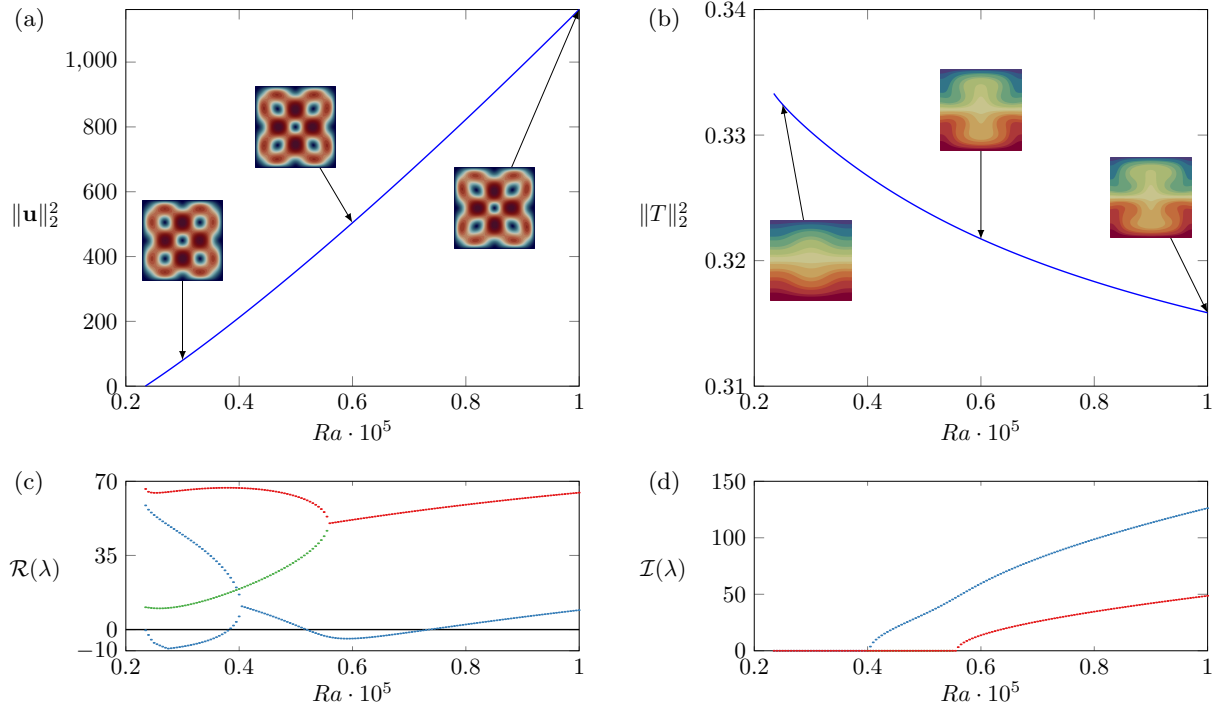 (a)
1,000
800
600
400
200
0
‖u‖₂²
0.2 0.4 0.6 0.8 1
Ra · 10⁵
(b)
0.34
0.33
0.32
0.31
‖T‖₂²
0.2 0.4 0.6 0.8 1
Ra · 10⁵
(c)
70
35
0
−10
R(λ)
0.2 0.4 0.6 0.8 1
Ra · 10⁵
(d)
150
100
50
0
I(λ)
0.2 0.4 0.6 0.8 1
Ra · 10⁵